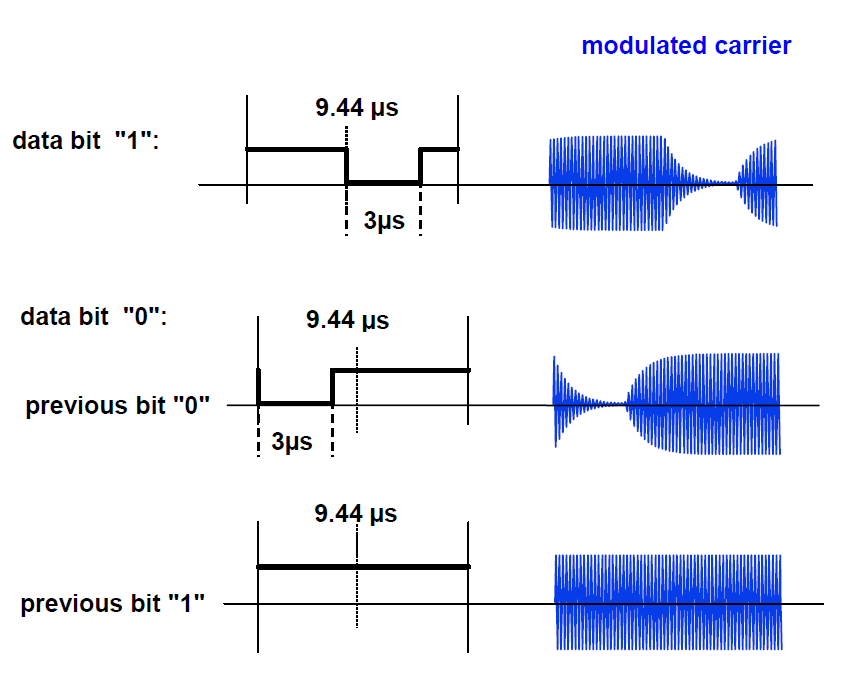 modulated carrier
9.44 µs
data bit "1":
3µs
data bit "0":
9.44 µs
previous bit "0"
3µs
9.44 µs
previous bit "1"